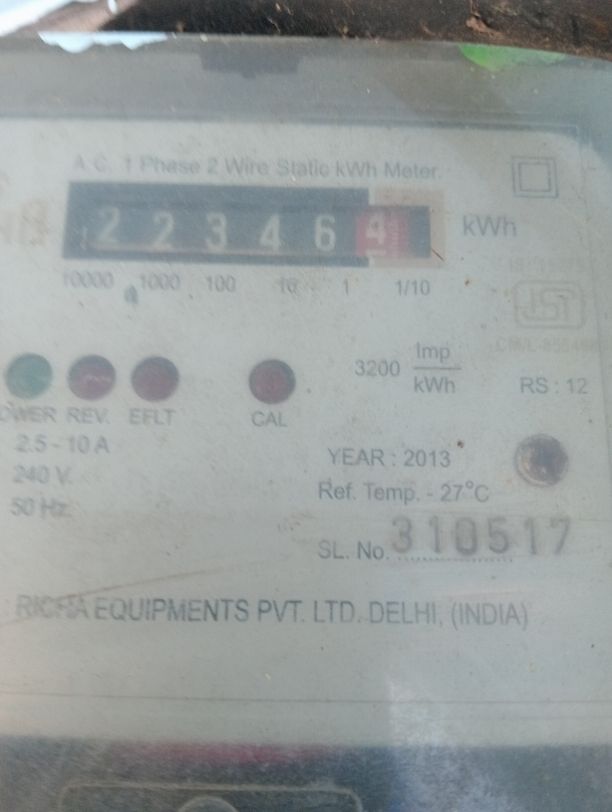 A.C. 1 Phase 2 Wire Static kWh Meter.
2 2 3 4 6 4 kWh
10000 1000 100 10 1 1/10
3200 Imp/kWh
RS : 12
POWER REV. EFLT CAL
2.5 - 10 A
240 V.
50 Hz.
YEAR : 2013
Ref. Temp. - 27°C
SL. No. 310517
RICHA EQUIPMENTS PVT. LTD. DELHI, (INDIA)